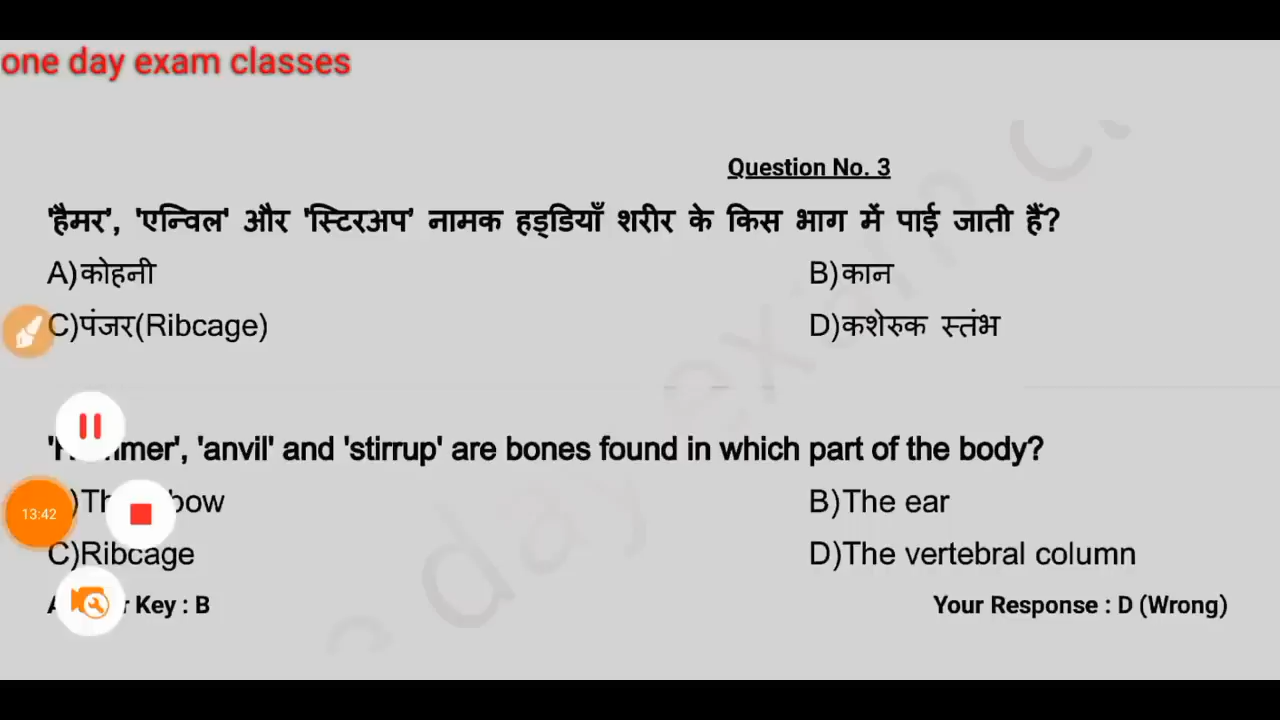 one day exam classes
Question No. 3
'हैमर', 'एन्विल' और 'स्टिरअप' नामक हड्डियाँ शरीर के किस भाग में पाई जाती हैं?
A)कोहनी B)कान
C)पंजर(Ribcage) D)कशेरुक स्तंभ
'anvil' and 'stirrup' are bones found in which part of the body?
B)The ear
C)Ribcage D)The vertebral column
Key : B Your Response : D (Wrong)
13:42